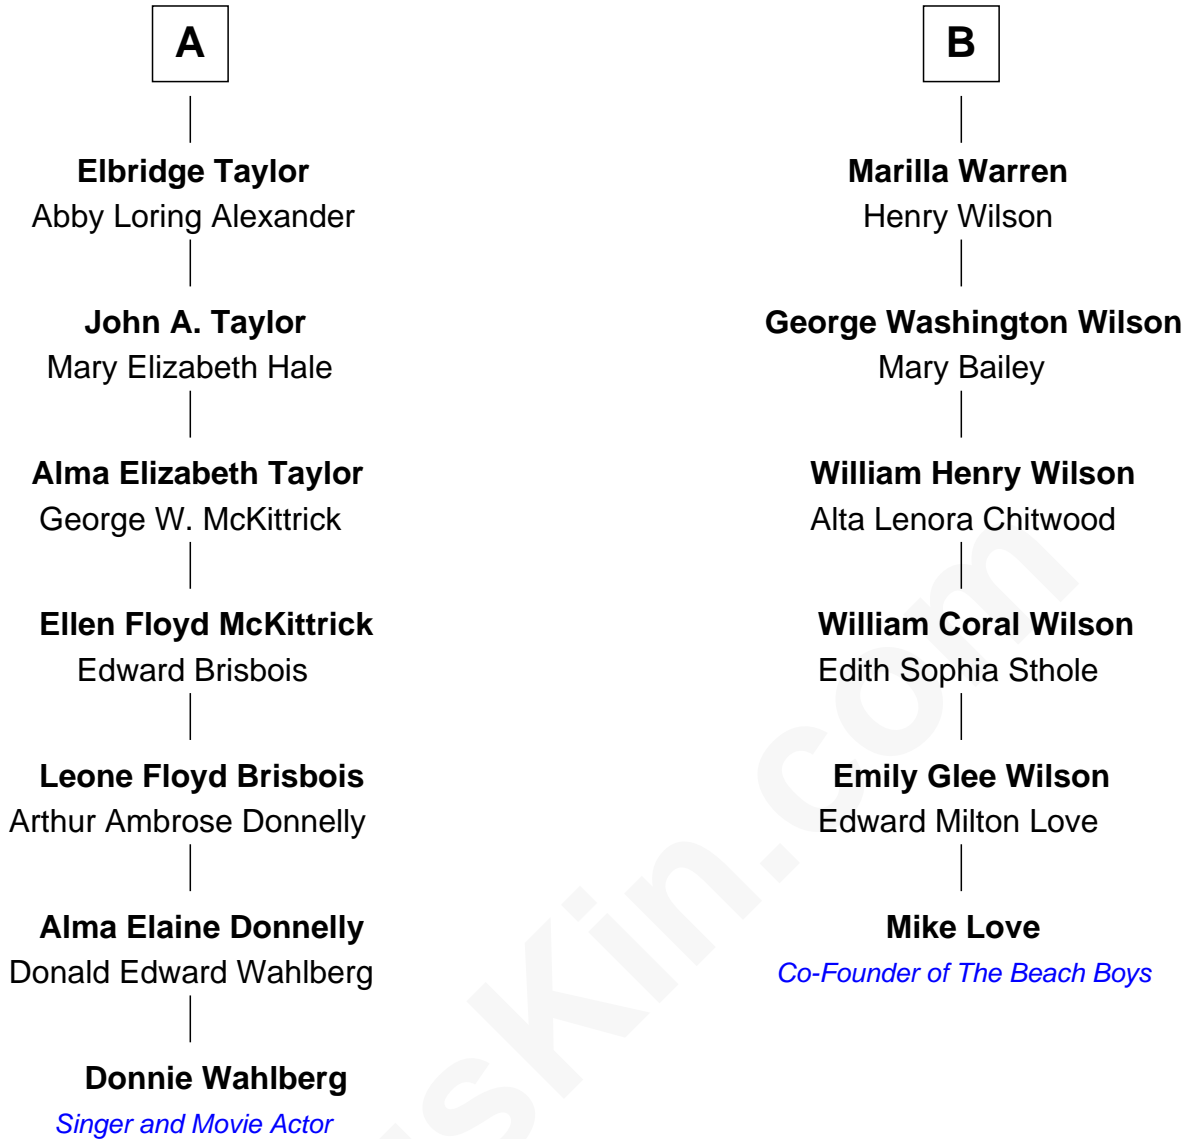 A
Elbridge Taylor
Abby Loring Alexander
John A. Taylor
Mary Elizabeth Hale
Alma Elizabeth Taylor
George W. McKittrick
Ellen Floyd McKittrick
Edward Brisbois
Leone Floyd Brisbois
Arthur Ambrose Donnelly
Alma Elaine Donnelly
Donald Edward Wahlberg
Donnie Wahlberg
Singer and Movie Actor
B
Marilla Warren
Henry Wilson
George Washington Wilson
Mary Bailey
William Henry Wilson
Alta Lenora Chitwood
William Coral Wilson
Edith Sophia Sthole
Emily Glee Wilson
Edward Milton Love
Mike Love
Co-Founder of The Beach Boys